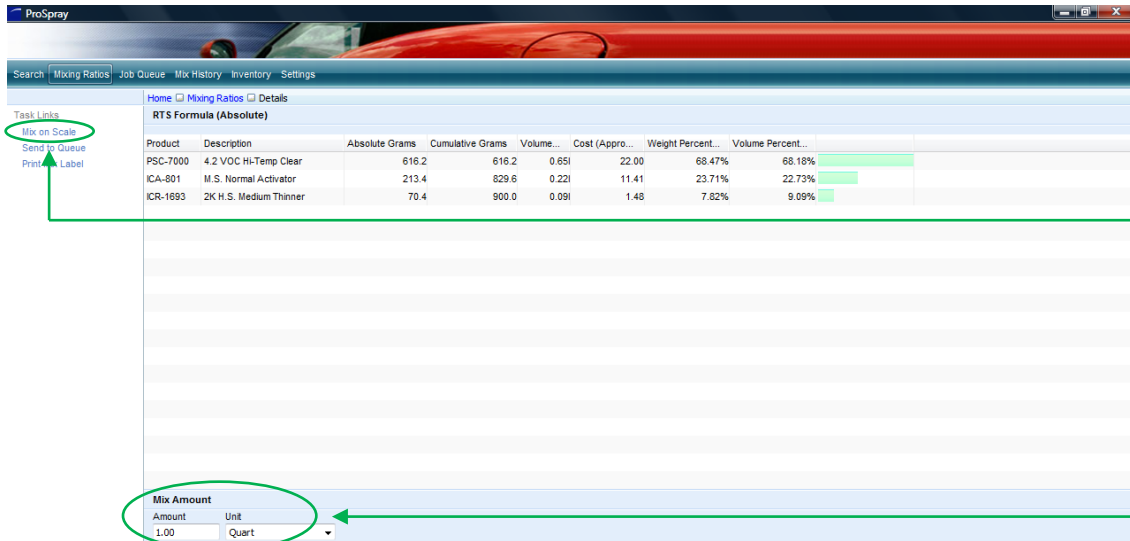 ProSpray
Search Mixing Ratios Job Queue Mix History Inventory Settings
Home Mixing Ratios Details
Task Links
Mix on Scale
Send to Queue
Print Label
RTS Formula (Absolute)
Product Description Absolute Grams Cumulative Grams Volume... Cost (Appro... Weight Percent... Volume Percent...
PSC-7000 4.2 VOC Hi-Temp Clear 616.2 616.2 0.65l 22.00 68.47% 68.18%
ICA-801 M.S. Normal Activator 213.4 829.6 0.22l 11.41 23.71% 22.73%
ICR-1693 2K H.S. Medium Thinner 70.4 900.0 0.09l 1.48 7.82% 9.09%
Mix Amount
Amount Unit
1.00 Quart